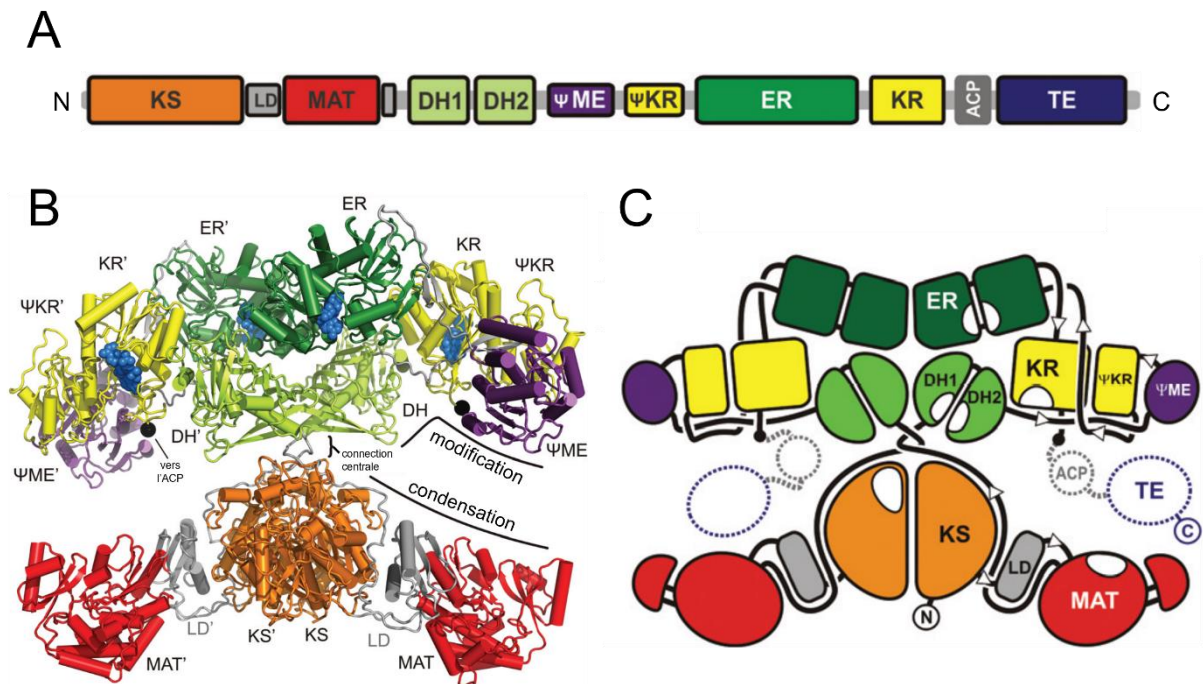 A
N KS LD MAT DH1 DH2 ΨME ΨKR ER KR ACP TE C
B
ER
ER'
KR'
KR
ΨKR
ΨKR'
DH
DH'
ΨME'
ΨME
vers
l'ACP
connection
centrale
modification
condensation
LD'
KS' KS
LD
MAT'
MAT
C
ER
KR
ΨKR
ΨME
DH1
DH2
ACP
TE
C
KS
LD
MAT
N